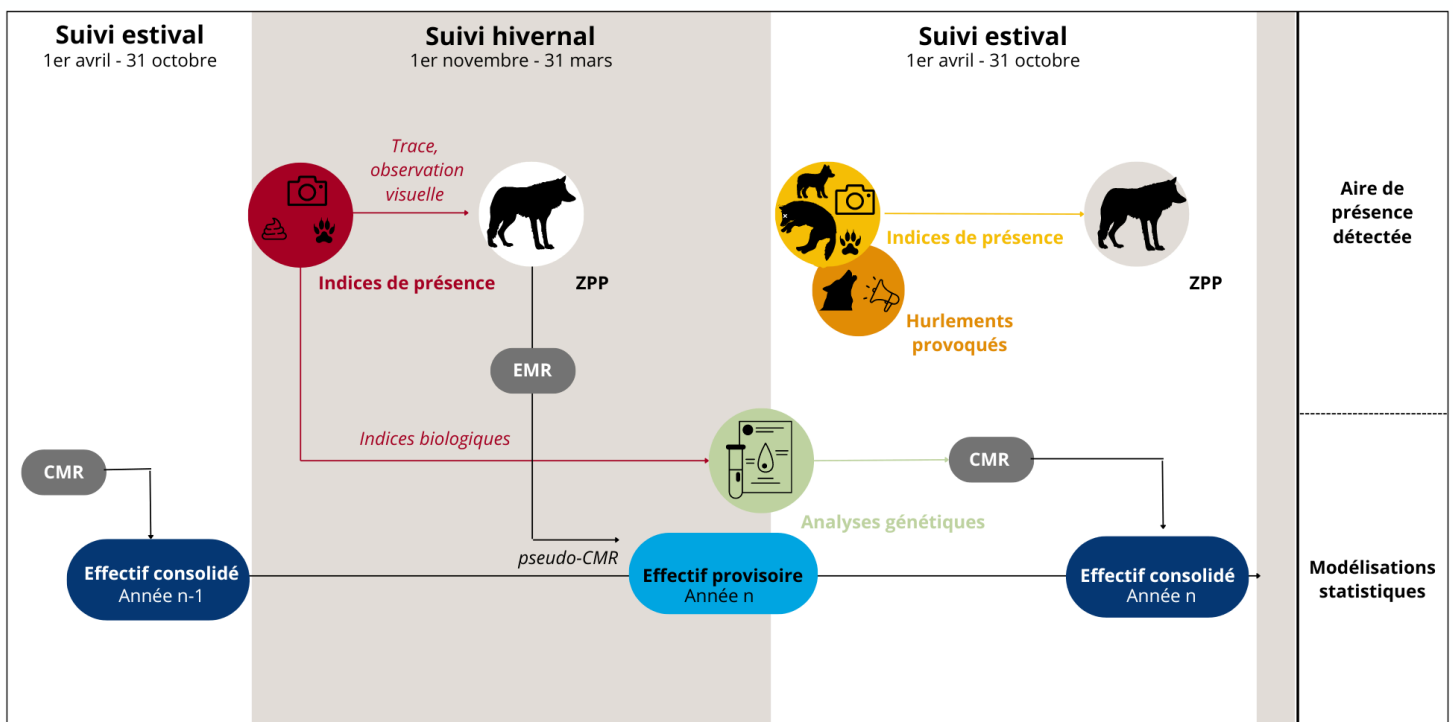 Suivi estival
1er avril - 31 octobre
Suivi hivernal
1er novembre - 31 mars
Suivi estival
1er avril - 31 octobre
Trace,
observation
visuelle
Indices de présence
ZPP
Indices de présence
ZPP
Hurlements
provoqués
Aire de
présence
détectée
EMR
Indices biologiques
CMR
CMR
Analyses génétiques
pseudo-CMR
Effectif consolidé
Année n-1
Effectif provisoire
Année n
Effectif consolidé
Année n
Modélisations
statistiques